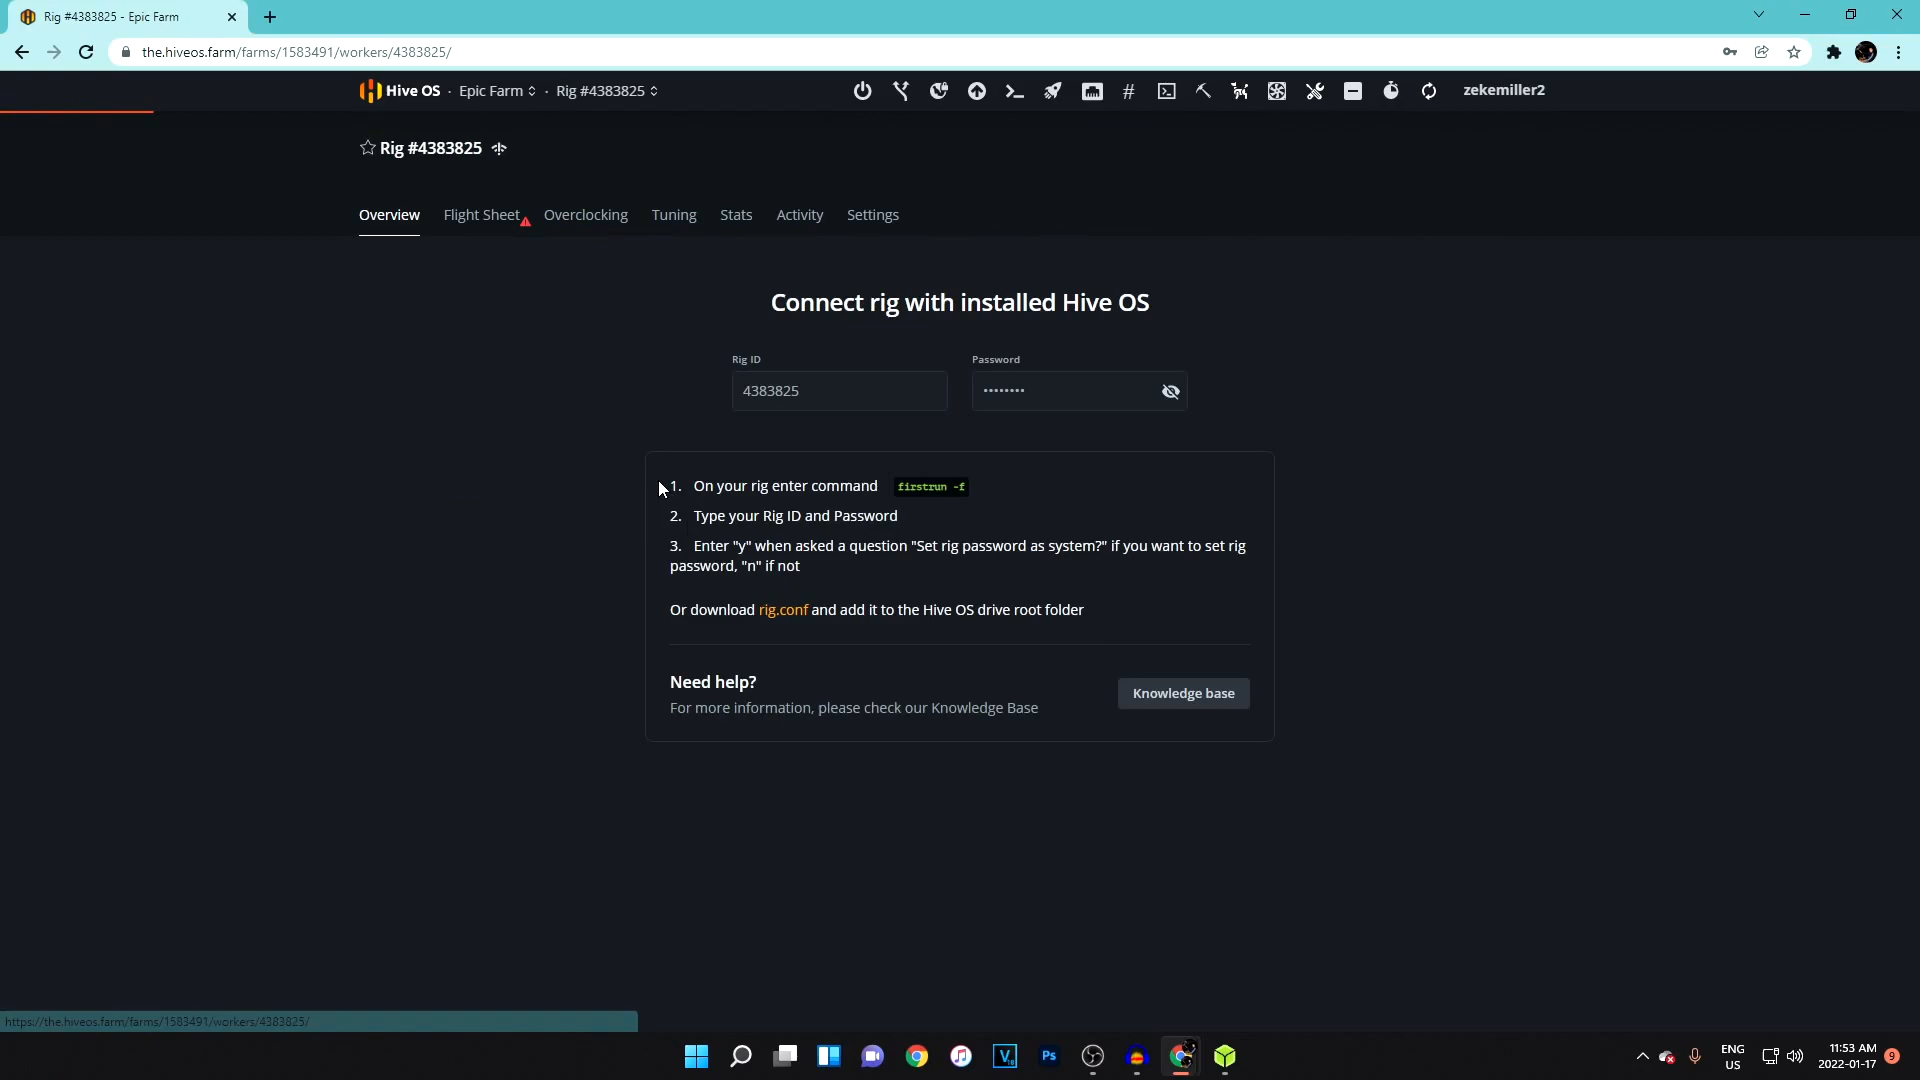 Rig #4383825 - Epic Farm
the.hiveos.farm/farms/1583491/workers/4383825/
Hive OS · Epic Farm · Rig #4383825
zekemiller2
Rig #4383825
Overview Flight Sheet Overclocking Tuning Stats Activity Settings
Connect rig with installed Hive OS
Rig ID Password
4383825 ••••••••
1. On your rig enter command firstrun -f
2. Type your Rig ID and Password
3. Enter "y" when asked a question "Set rig password as system?" if you want to set rig
password, "n" if not
Or download rig.conf and add it to the Hive OS drive root folder
Need help?
Knowledge base
For more information, please check our Knowledge Base
https://the.hiveos.farm/farms/1583491/workers/4383825/
Ps
ENG
US
11:53 AM
2022-01-17
9